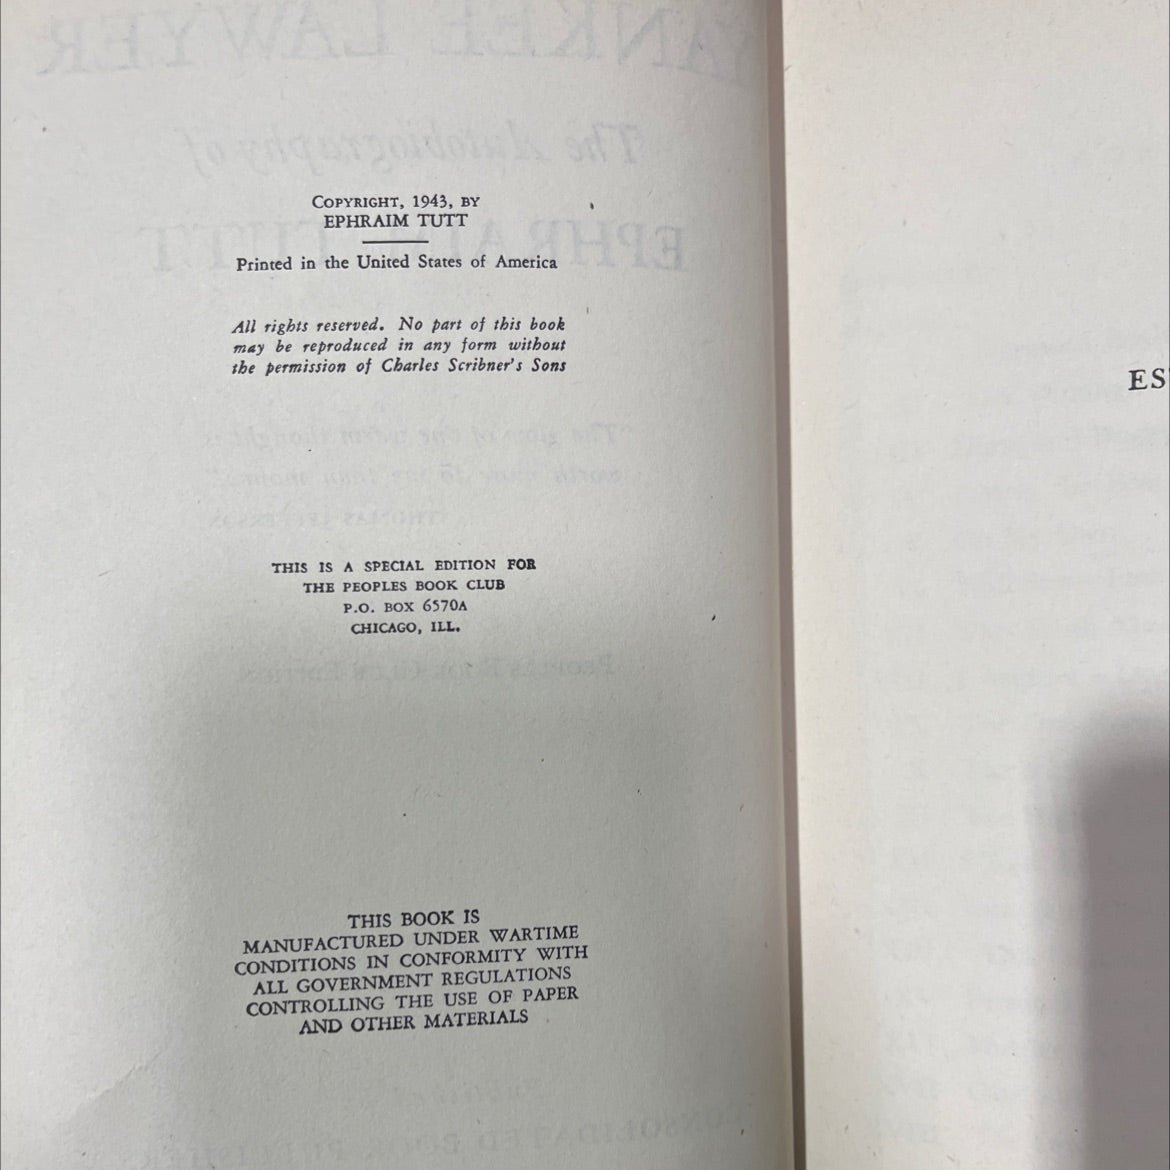 COPYRIGHT, 1943, BY
EPHRAIM TUTT
Printed in the United States of America
All rights reserved. No part of this book
may be reproduced in any form without
the permission of Charles Scribner's Sons
THIS IS A SPECIAL EDITION FOR
THE PEOPLES BOOK CLUB
P.O. BOX 6570A
CHICAGO, ILL.
THIS BOOK IS
MANUFACTURED UNDER WARTIME
CONDITIONS IN CONFORMITY WITH
ALL GOVERNMENT REGULATIONS
CONTROLLING THE USE OF PAPER
AND OTHER MATERIALS
ES